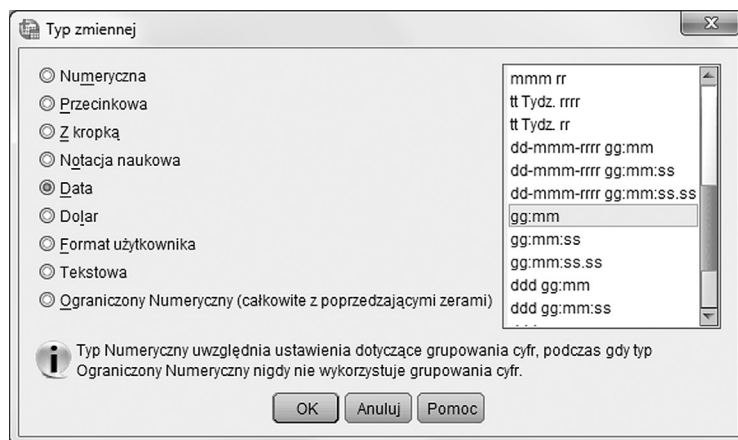 Typ zmiennej
Numeryczna
Przecinkowa
Z kropką
Notacja naukowa
Data
Dolar
Format użytkownika
Tekstowa
Ograniczony Numeryczny (całkowite z poprzedzającymi zerami)
mmm rr
tt Tydz. rrrr
tt Tydz. rr
dd-mmm-rrrr gg:mm
dd-mmm-rrrr gg:mm:ss
dd-mmm-rrrr gg:mm:ss.ss
gg:mm
gg:mm:ss
gg:mm:ss.ss
ddd gg:mm
ddd gg:mm:ss
Typ Numeryczny uwzględnia ustawienia dotyczące grupowania cyfr, podczas gdy typ
Ograniczony Numeryczny nigdy nie wykorzystuje grupowania cyfr.
OK Anuluj Pomoc